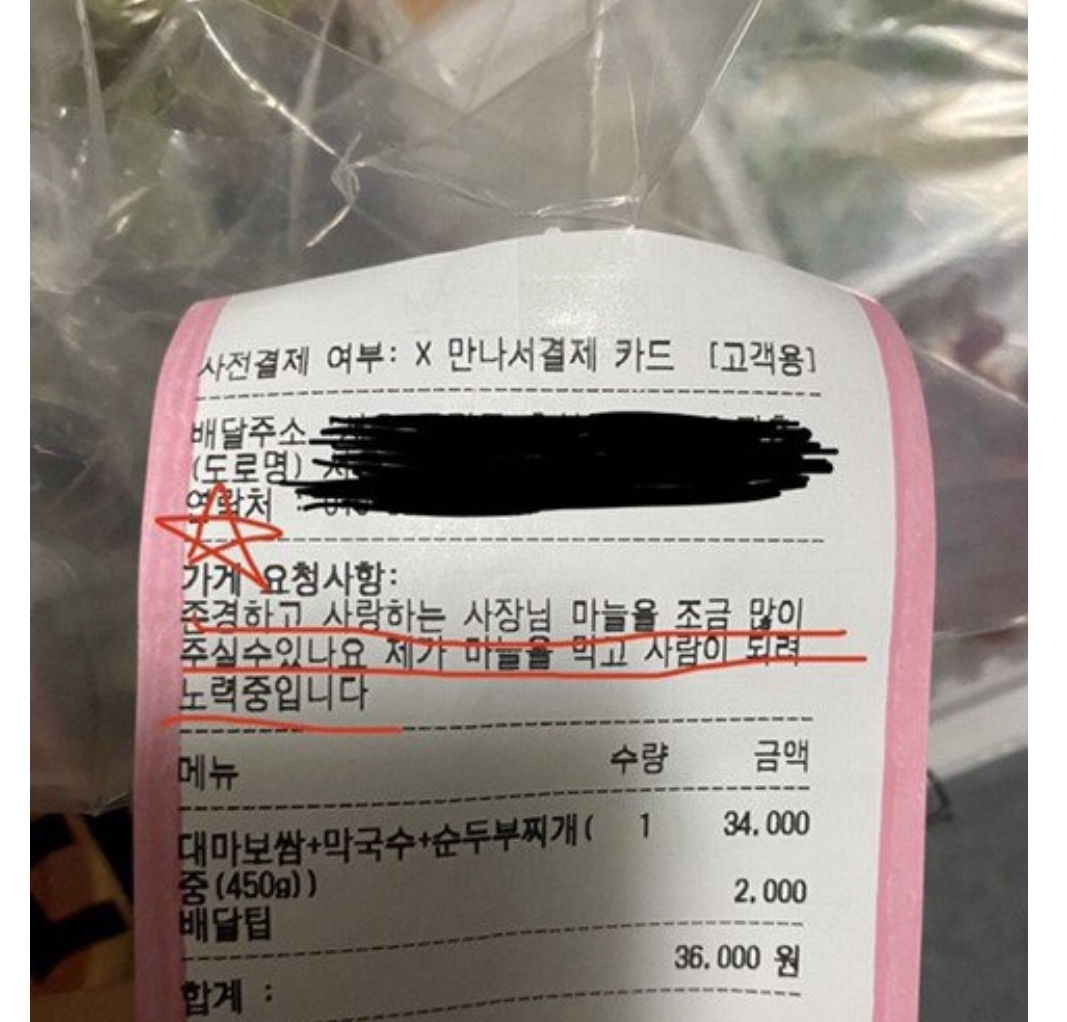 사전결제 여부: X 만나서결제 카드 [고객용]
배달주소
(도로명)
연락처 :
가게 요청사항:
존경하고 사랑하는 사장님 마늘을 조금 많이
주실수있나요 제가 마늘을 먹고 사람이 되려
노력중입니다
메뉴 수량 금액
대마보쌈+막국수+순두부찌개( 1 34,000
중(450g))
배달팁 2,000
합계 : 36,000 원